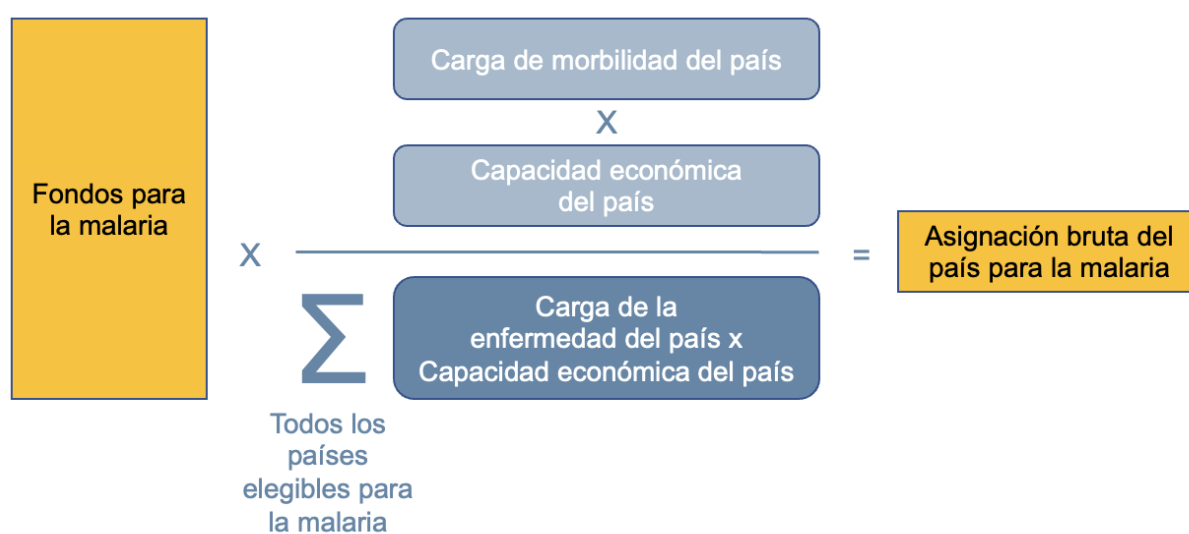 Fondos para
la malaria
X
Carga de morbilidad del país
X
Capacidad económica
del país
Σ
Carga de la
enfermedad del país x
Capacidad económica del país
Todos los
países
elegibles para
la malaria
=
Asignación bruta del
país para la malaria